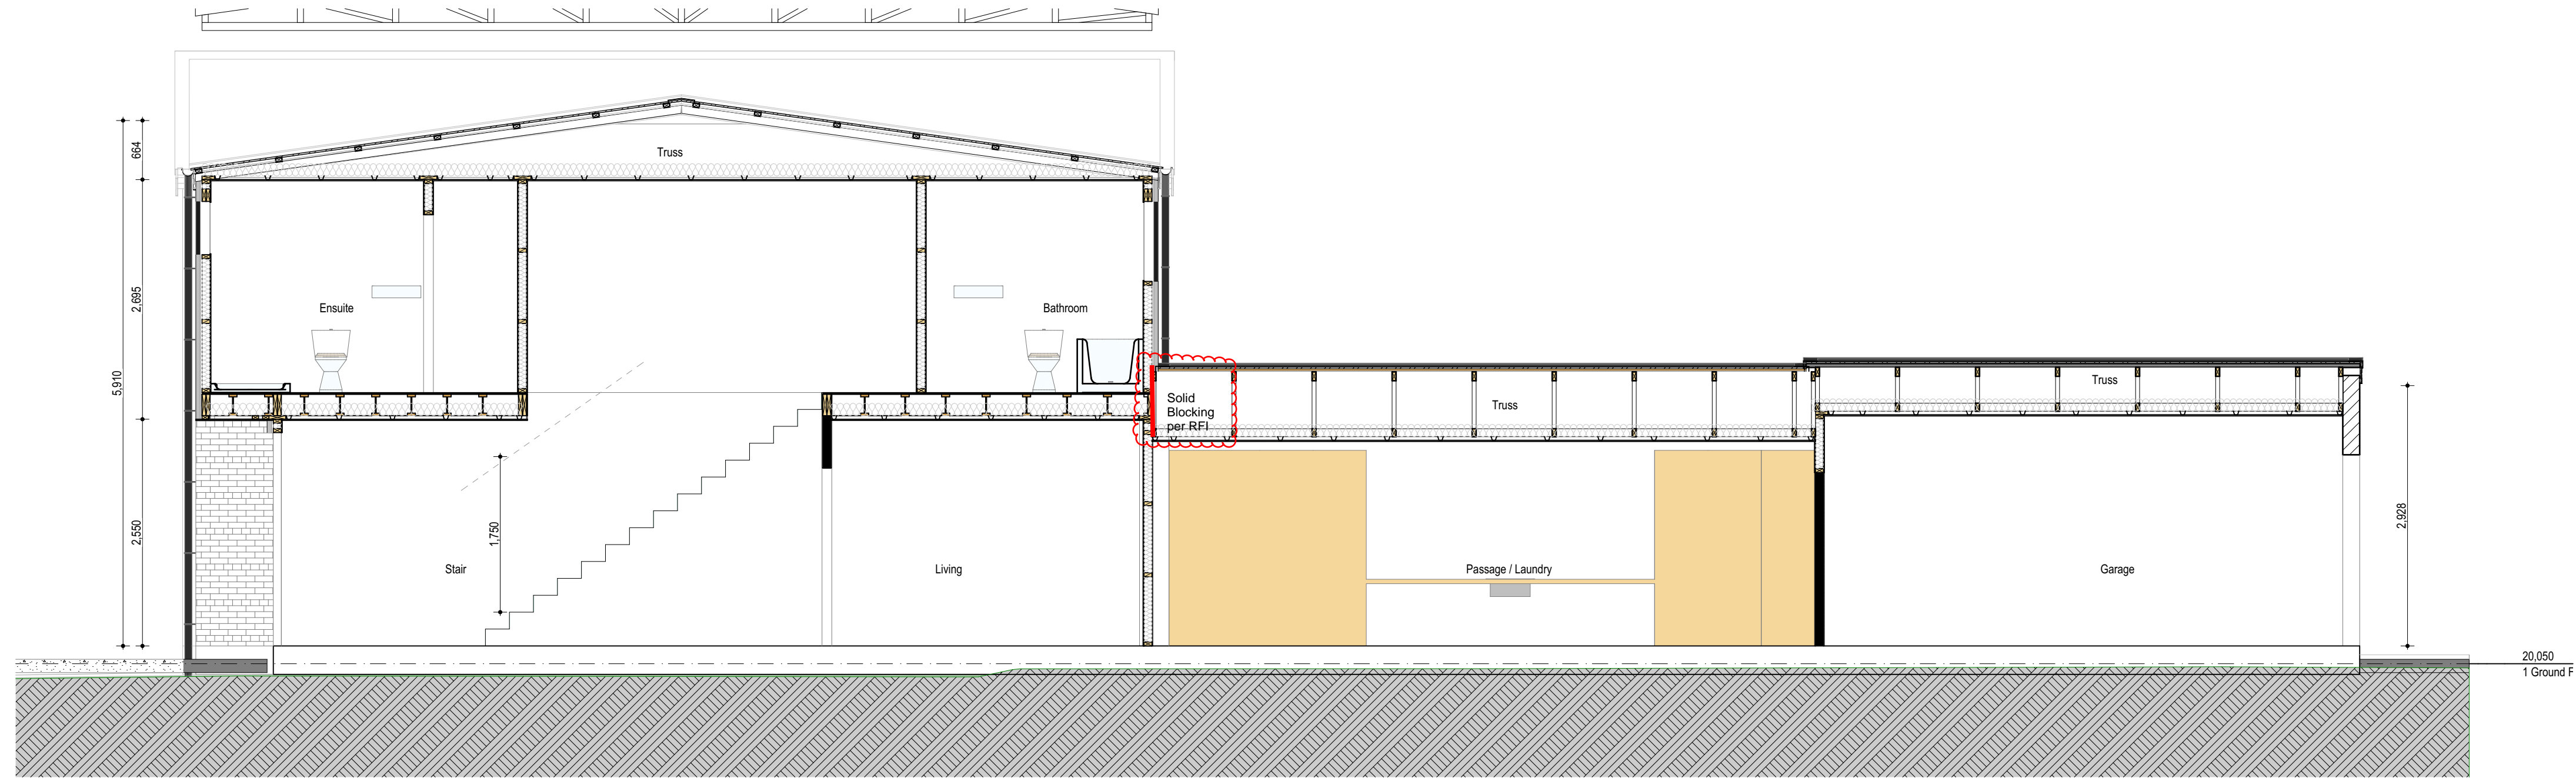 664
Truss
2,695
5,910
Ensuite
Bathroom
Solid
Blocking
per RFI
Truss
Truss
2,550
1,750
2,928
Stair
Living
Passage / Laundry
Garage
20,050
1 Ground F